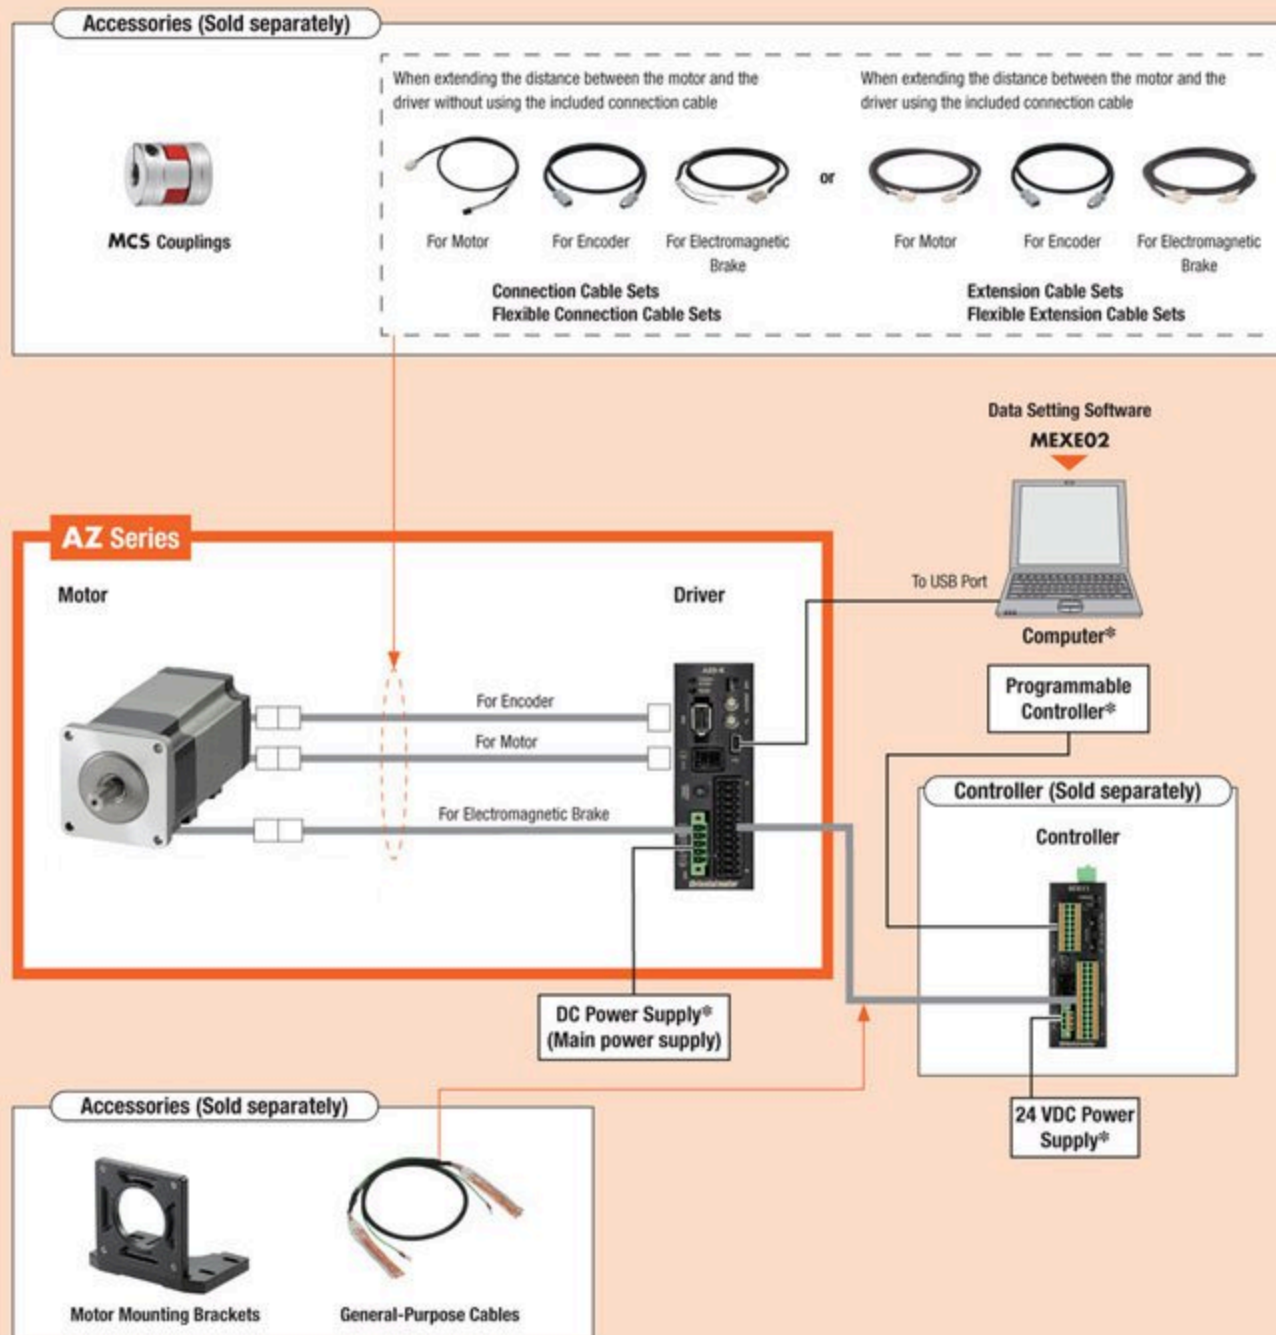 Accessories (Sold separately)
When extending the distance between the motor and the
driver without using the included connection cable
When extending the distance between the motor and the
driver using the included connection cable
or
MCS Couplings
For Motor
For Encoder
For Electromagnetic
Brake
For Motor
For Encoder
For Electromagnetic
Brake
Connection Cable Sets
Flexible Connection Cable Sets
Extension Cable Sets
Flexible Extension Cable Sets
Data Setting Software
MEXE02
AZ Series
Motor
Driver
To USB Port
Computer*
Programmable
Controller*
For Encoder
For Motor
For Electromagnetic Brake
Orientalmotor
Controller (Sold separately)
Controller
DC Power Supply*
(Main power supply)
24 VDC Power
Supply*
Accessories (Sold separately)
Motor Mounting Brackets
General-Purpose Cables